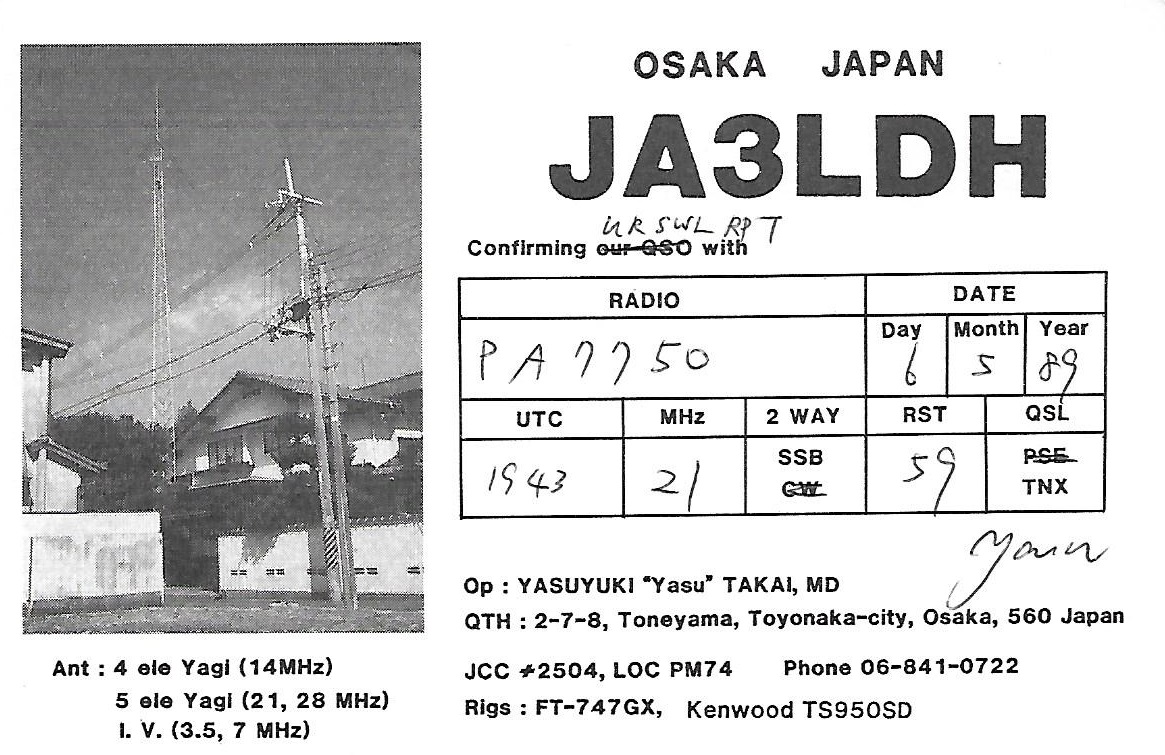 OSAKA JAPAN
JA3LDH
UR SWL RPT
Confirming our QSO with
RADIO DATE
Day Month Year
PA7750 6 5 89
UTC MHz 2 WAY RST QSL
1943 21 SSB 59 PSE
CW TNX
Op : YASUYUKI "Yasu" TAKAI, MD
QTH : 2-7-8, Toneyama, Toyonaka-city, Osaka, 560 Japan
JCC #2504, LOC PM74 Phone 06-841-0722
Rigs : FT-747GX, Kenwood TS950SD
Ant : 4 ele Yagi (14MHz)
5 ele Yagi (21, 28 MHz)
I. V. (3.5, 7 MHz)